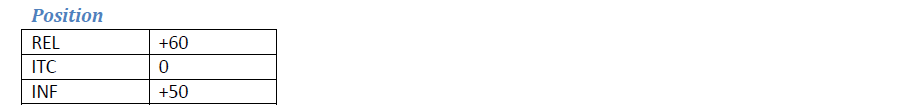 Position
REL +60
ITC 0
INF +50